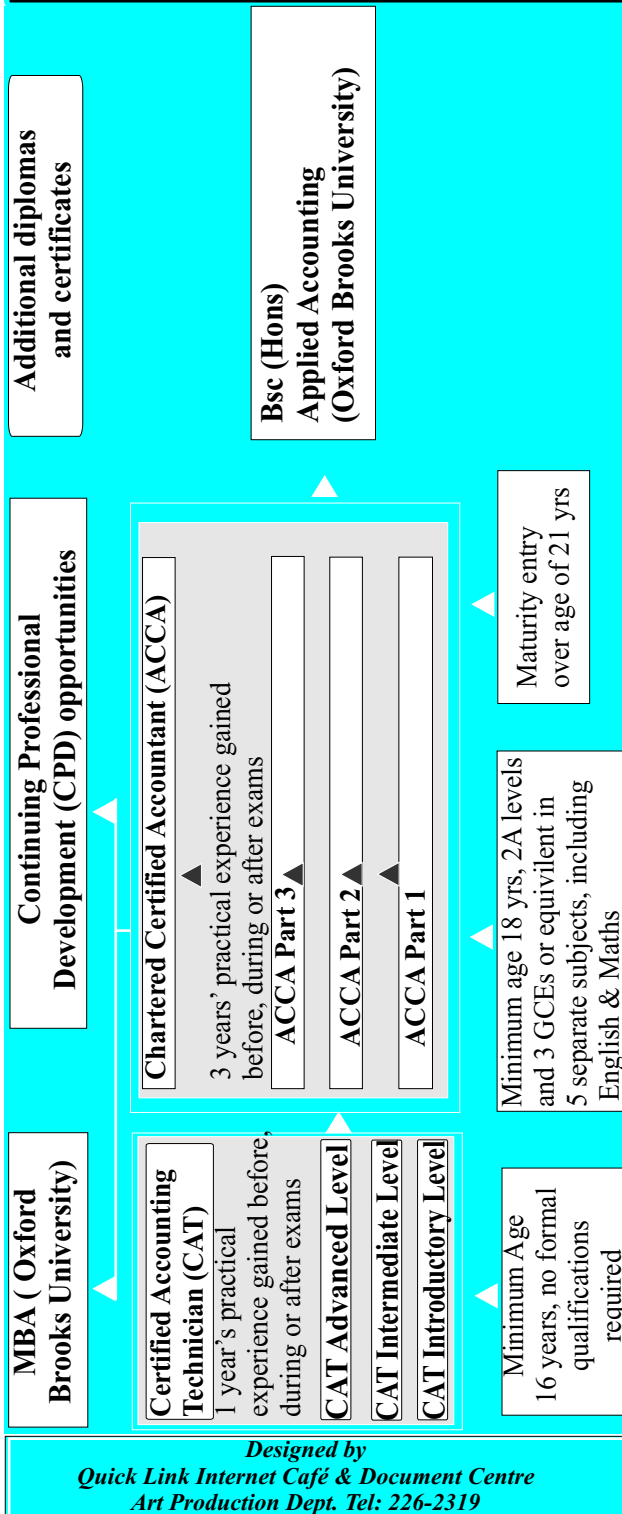 MBA ( Oxford
Brooks University)
Continuing Professional
Development (CPD) opportunities
Additional diplomas
and certificates
Certified Accounting
Technician (CAT)
1 year’s practical
experience gained before,
during or after exams
CAT Advanced Level
CAT Intermediate Level
CAT Introductory Level
Chartered Certified Accountant (ACCA)
3 years’ practical experience gained
before, during or after exams
ACCA Part 3
ACCA Part 2
ACCA Part 1
Bsc (Hons)
Applied Accounting
(Oxford Brooks University)
Minimum Age
16 years, no formal
qualifications
required
Minimum age 18 yrs, 2A levels
and 3 GCEs or equivilent in
5 separate subjects, including
English & Maths
Maturity entry
over age of 21 yrs
Designed by
Quick Link Internet Café & Document Centre
Art Production Dept. Tel: 226-2319